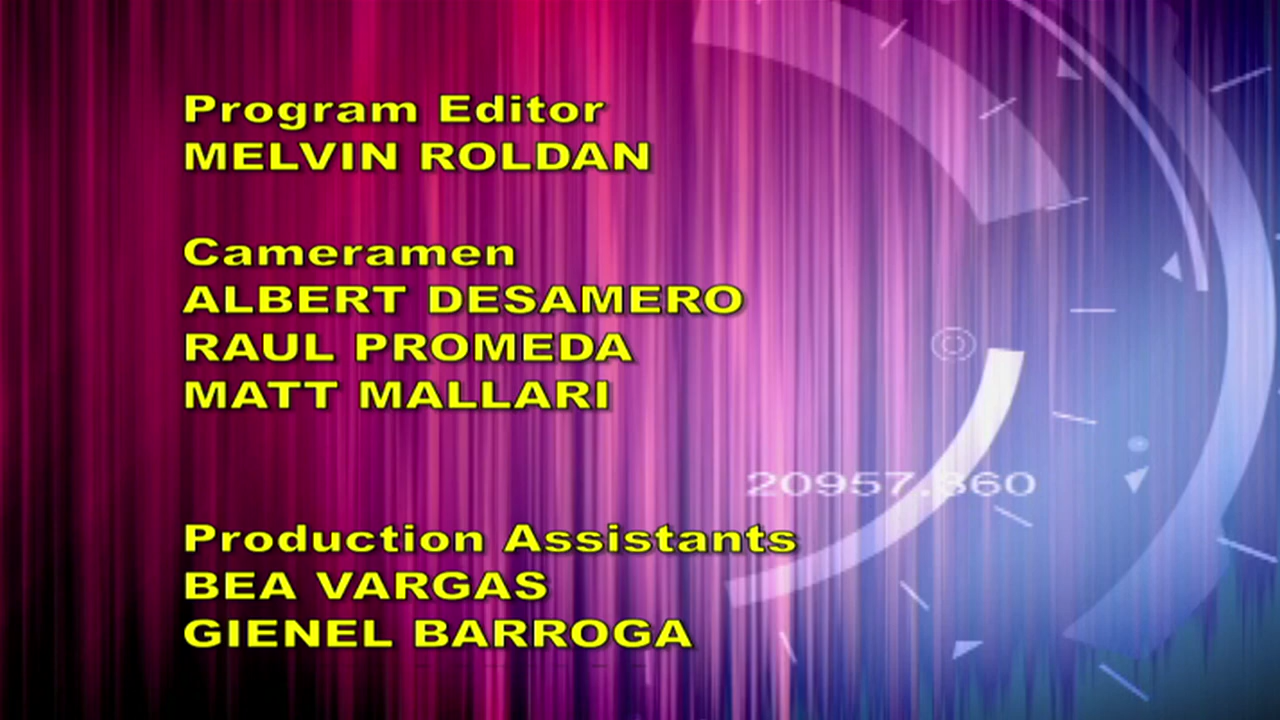 Program Editor
MELVIN ROLDAN
Cameramen
ALBERT DESAMERO
RAUL PROMEDA
MATT MALLARI
20957.360
Production Assistants
BEA VARGAS
GIENEL BARROGA